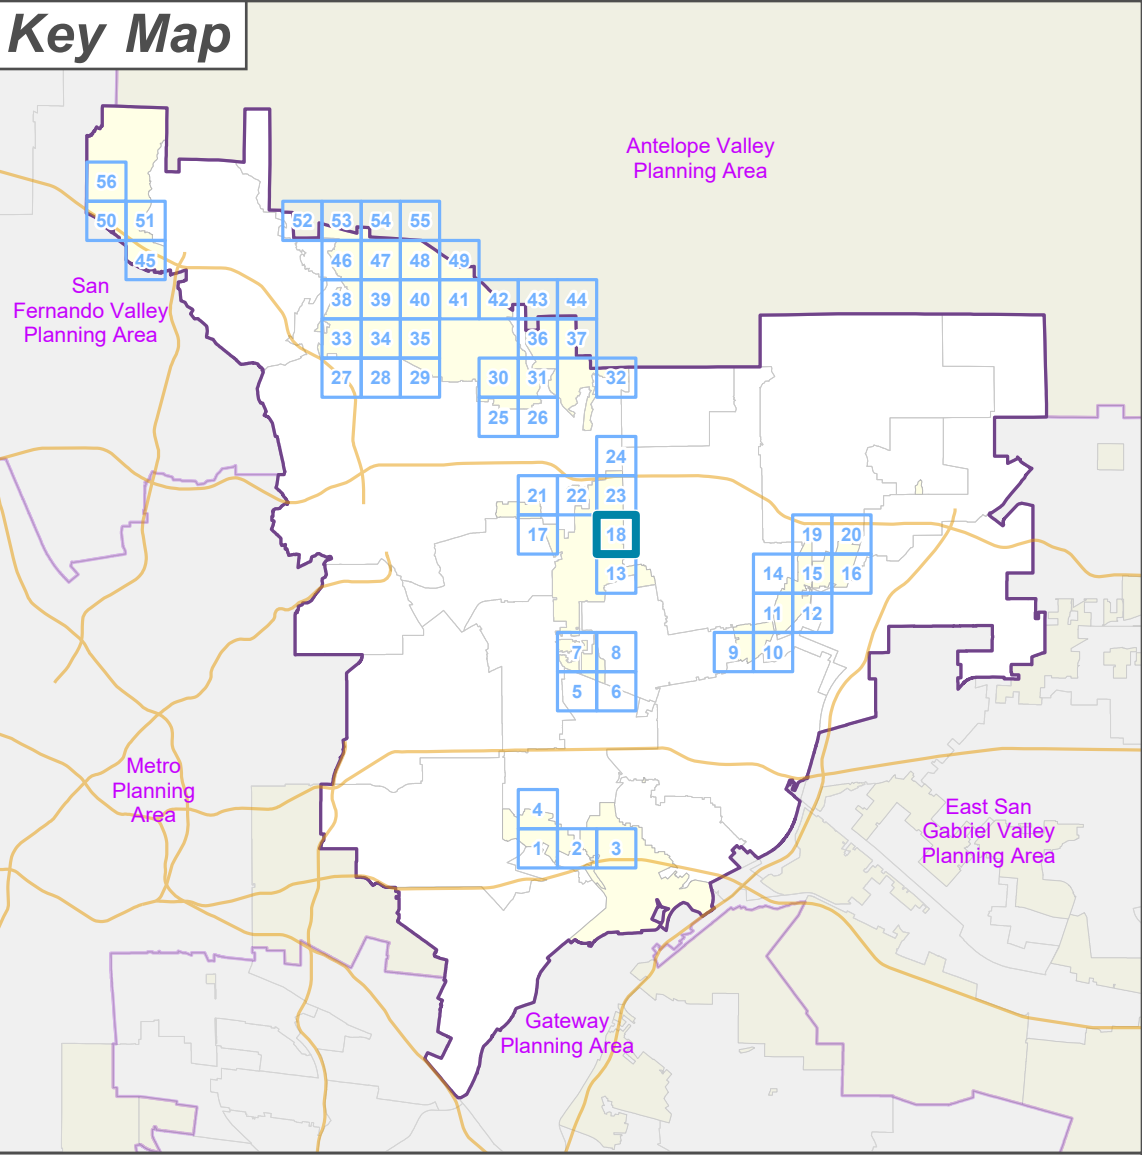 Key Map
Antelope Valley
Planning Area
56
50 51
52 53 54 55
45
46 47 48 49
San
Fernando Valley
Planning Area
38 39 40 41 42 43 44
33 34 35 36 37
27 28 29 30 31 32
25 26
24
21 22 23
17 18 19 20
13 14 15 16
11 12
7 8 9 10
5 6
Metro
Planning
Area
4
East San
Gabriel Valley
Planning Area
1 2 3
Gateway
Planning Area